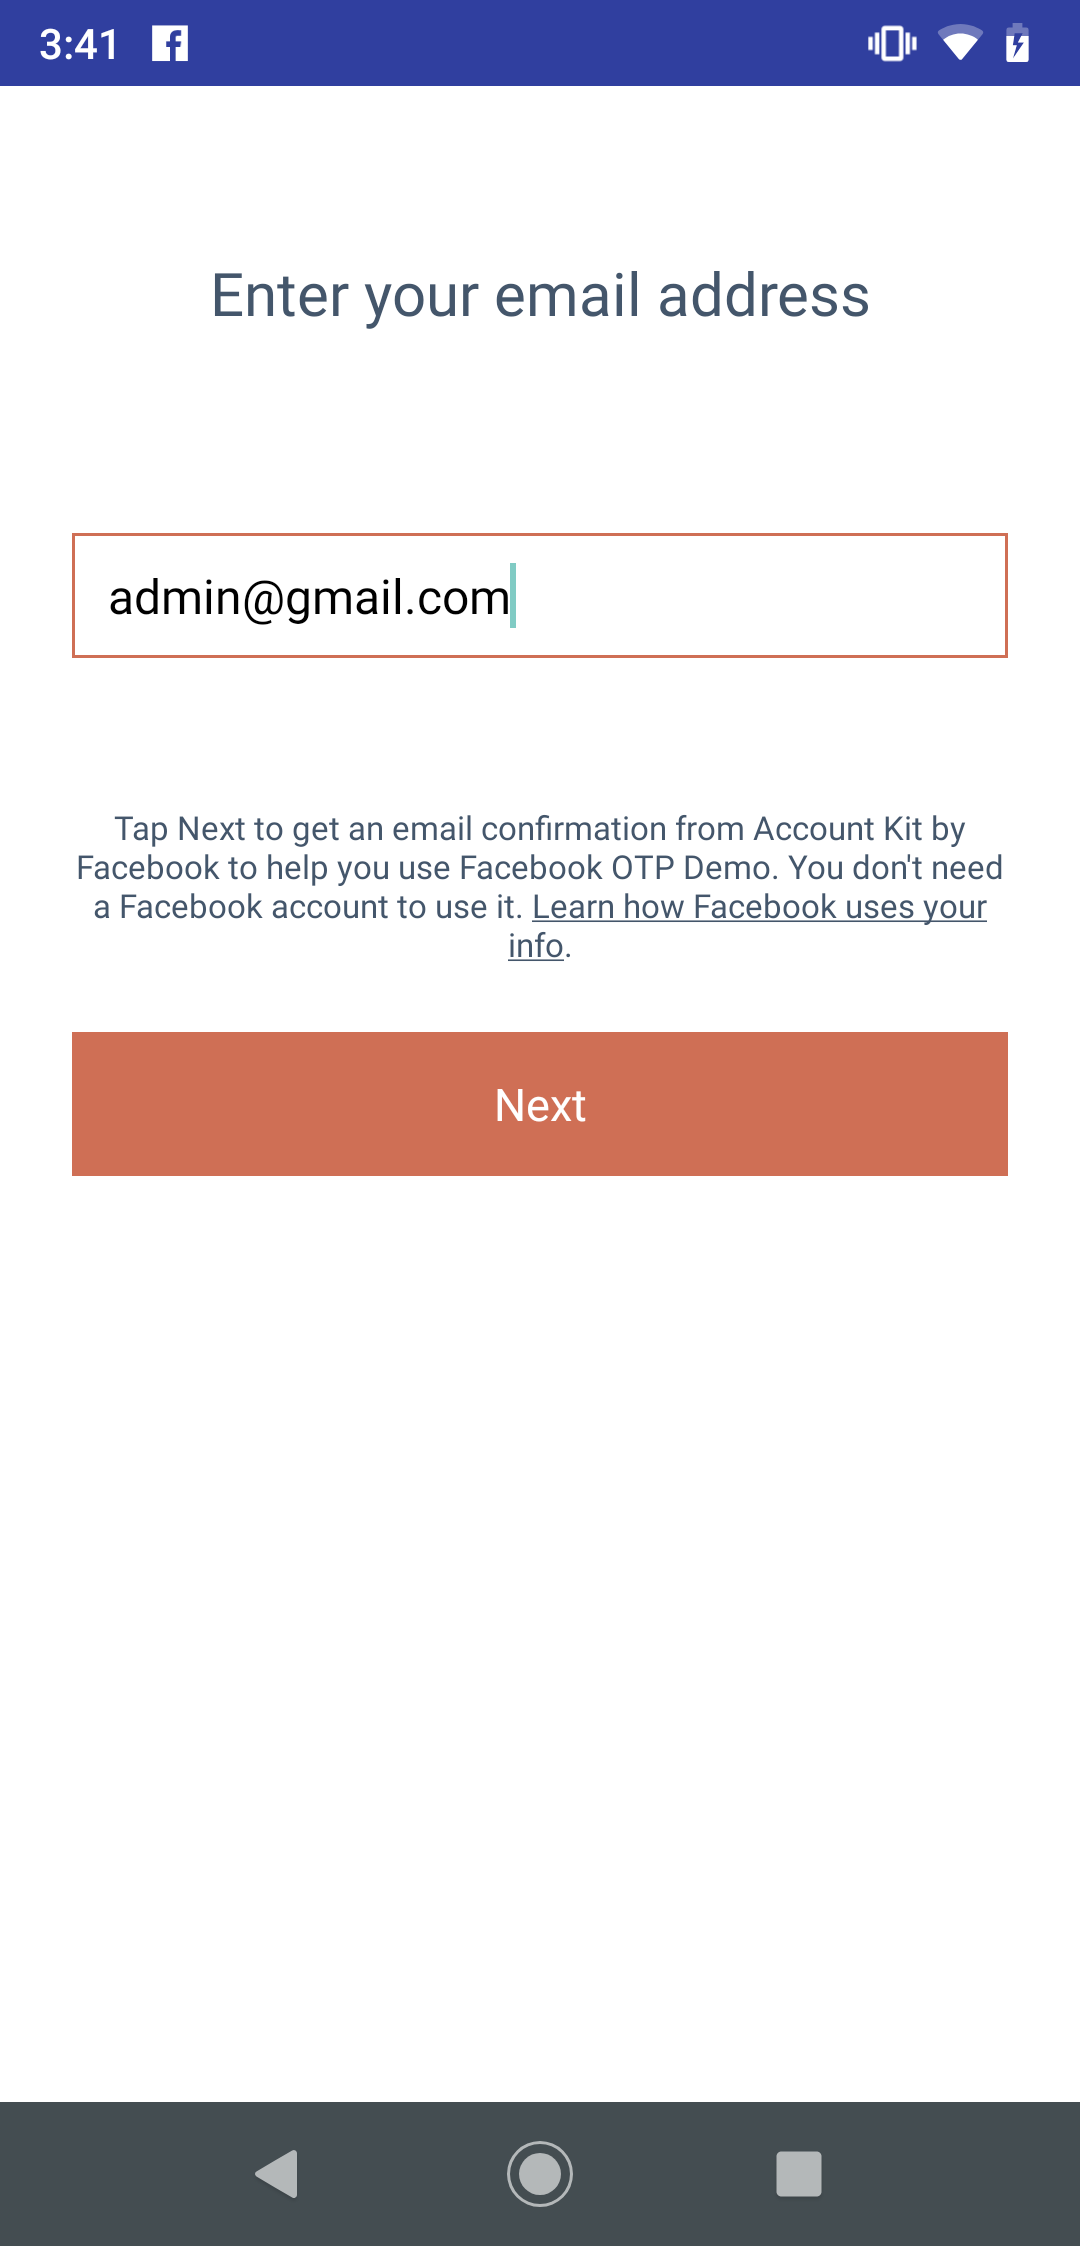 3:41
Enter your email address
admin@gmail.com
Tap Next to get an email confirmation from Account Kit by
Facebook to help you use Facebook OTP Demo. You don't need
a Facebook account to use it. Learn how Facebook uses your
info.
Next